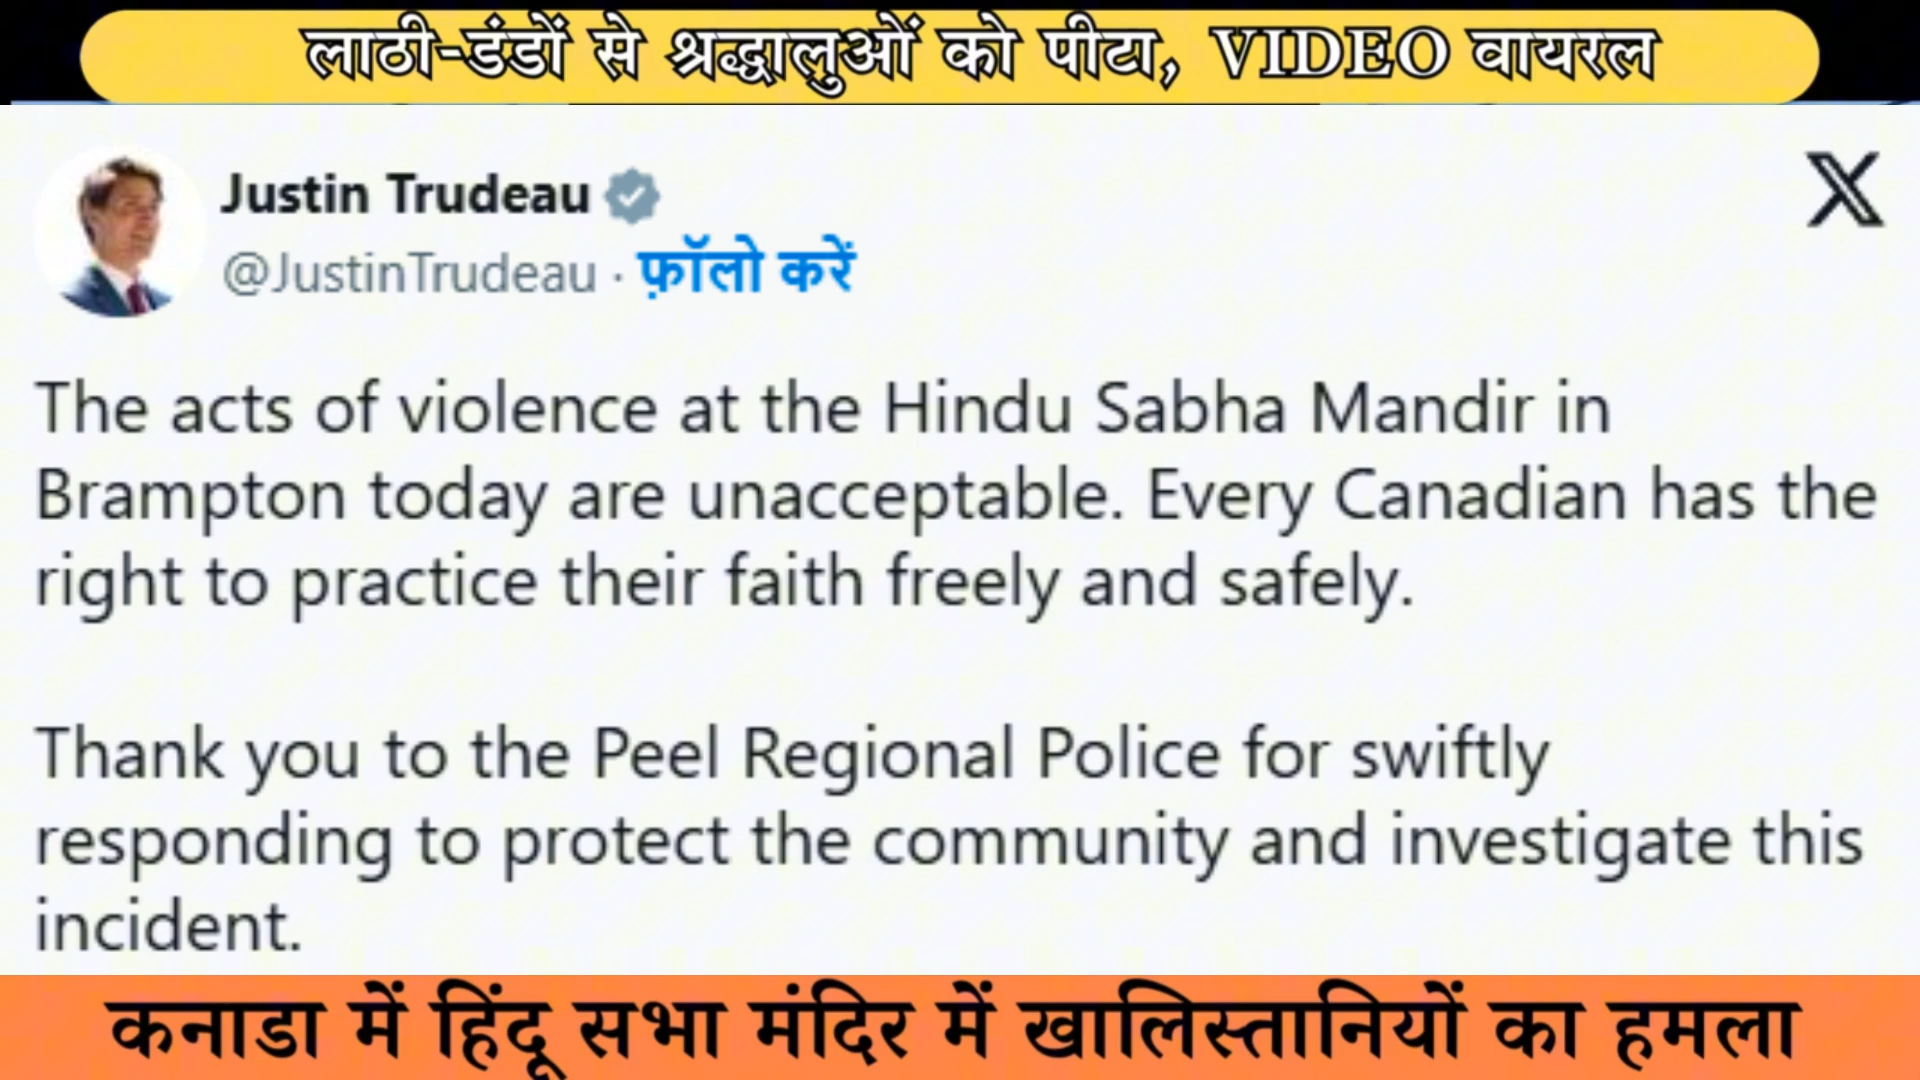 लाठी-डंडों से श्रद्धालुओं को पीटा, VIDEO वायरल
Justin Trudeau
@JustinTrudeau · फ़ॉलो करें
The acts of violence at the Hindu Sabha Mandir in
Brampton today are unacceptable. Every Canadian has the
right to practice their faith freely and safely.
Thank you to the Peel Regional Police for swiftly
responding to protect the community and investigate this
incident.
कनाडा में हिंदू सभा मंदिर में खालिस्तानियों का हमला